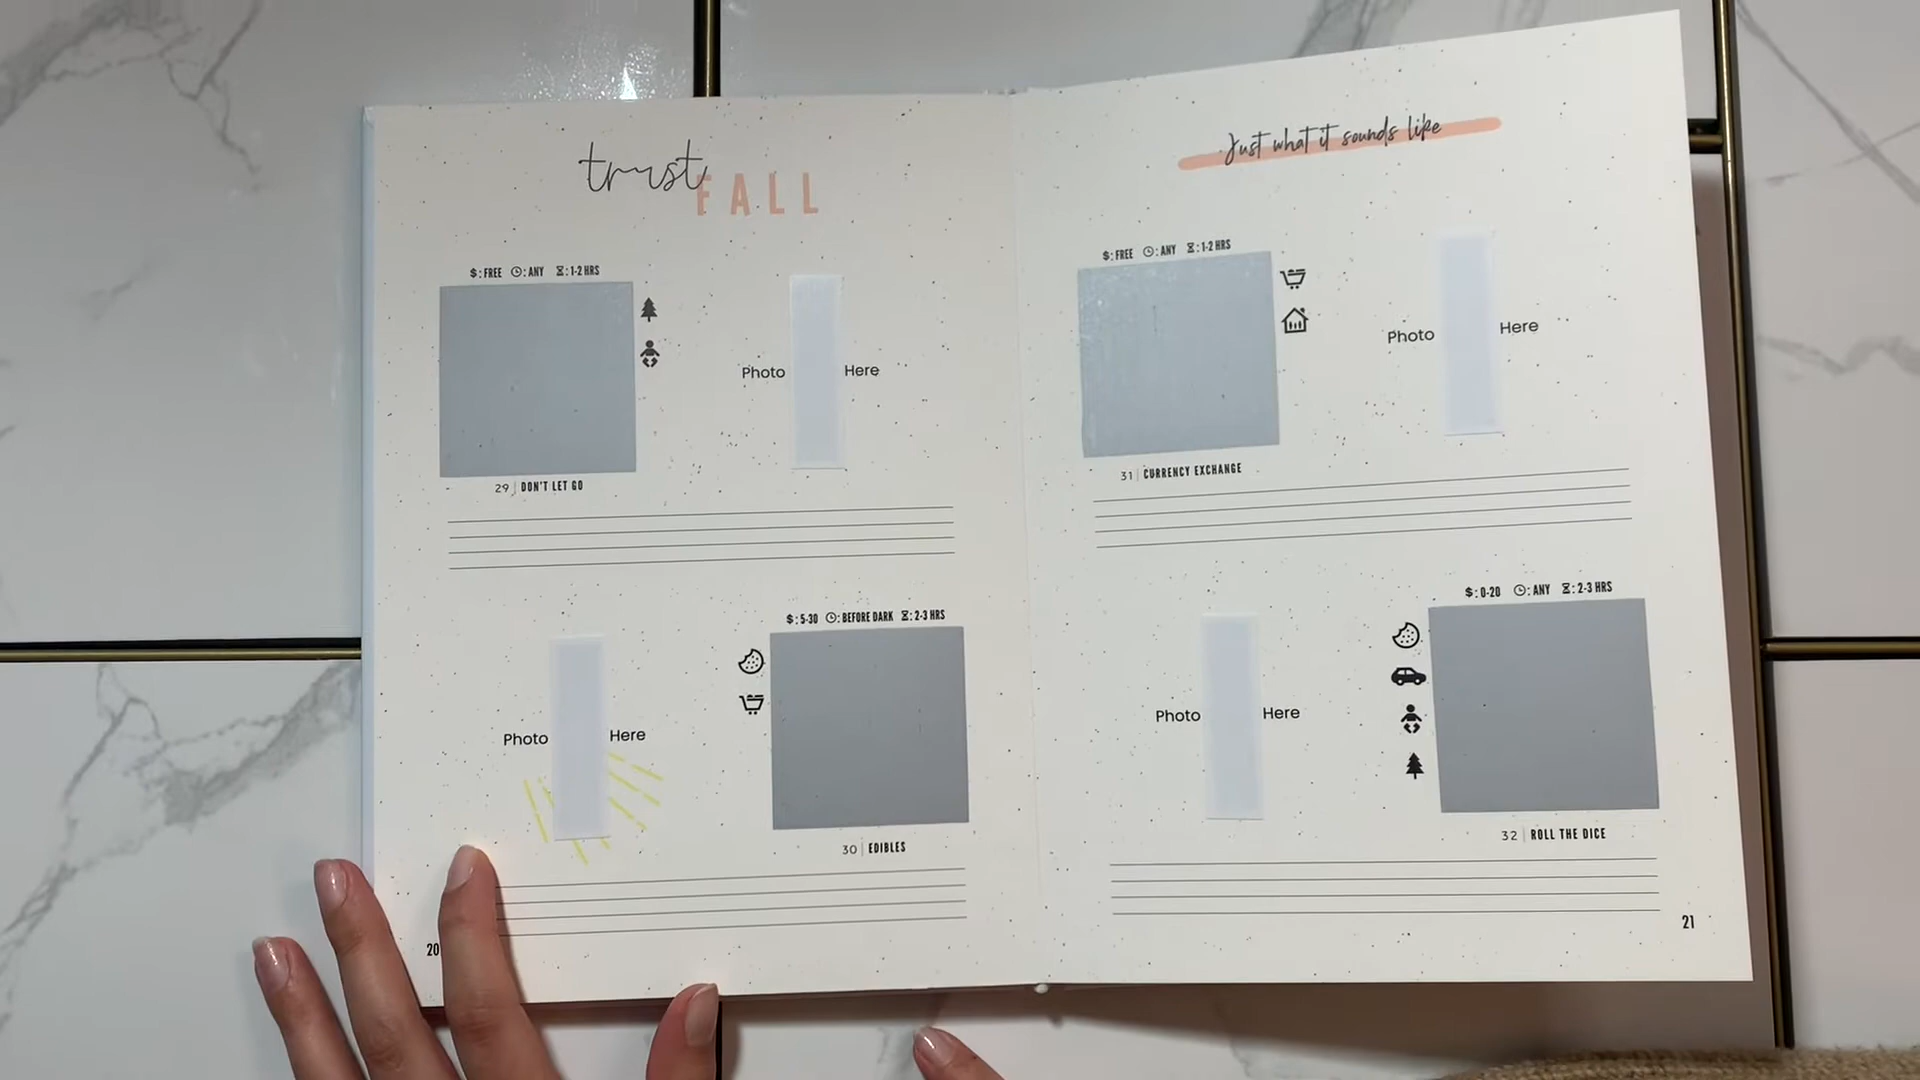 trust
FALL
$: FREE : ANY : 1-2 HRS
Photo Here
29 | DON'T LET GO
$: 5-30 : BEFORE DARK : 2-3 HRS
Photo Here
30 | EDIBLES
20
Just what it sounds like
$: FREE : ANY : 1-2 HRS
Photo Here
31 | CURRENCY EXCHANGE
$: 0-20 : ANY : 2-3 HRS
Photo Here
32 | ROLL THE DICE
21